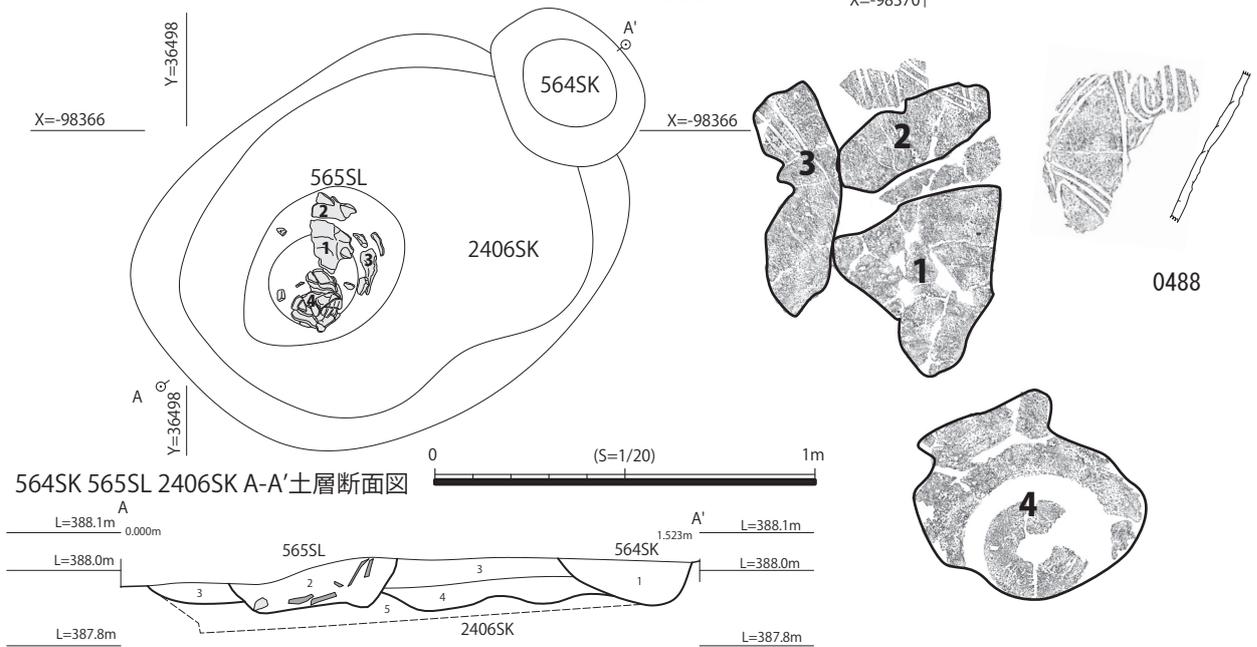 X=-98370
Y=36498
A'
564SK
X=-98366
X=-98366
565SL
2
1
3
4
2406SK
A
Y=36498
3
2
1
0488
4
0
(S=1/20)
1m
564SK 565SL 2406SK A-A’土層断面図
A
A'
L=388.1m
0.000m
1.523m
L=388.1m
565SL
564SK
L=388.0m
L=388.0m
3
2
3
1
4
5
2406SK
L=387.8m
L=387.8m